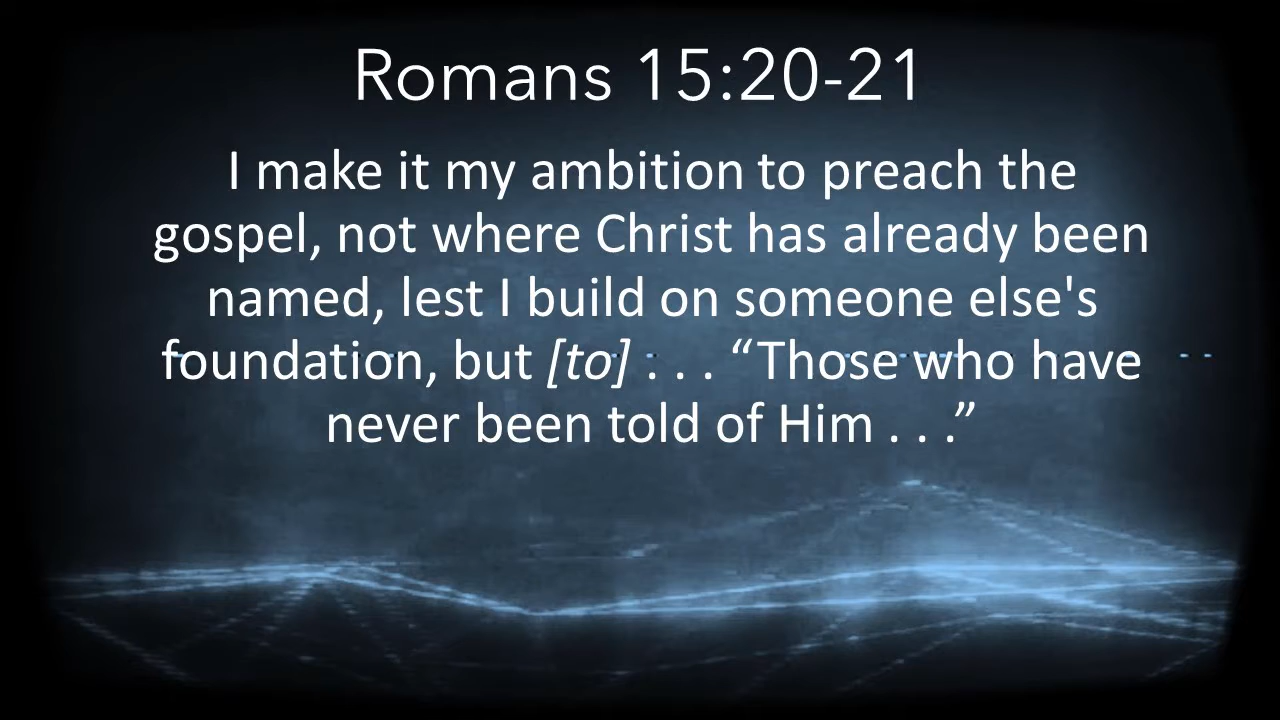 Romans 15:20-21
I make it my ambition to preach the
gospel, not where Christ has already been
named, lest I build on someone else's
foundation, but [to] . . . “Those who have
never been told of Him . . .”